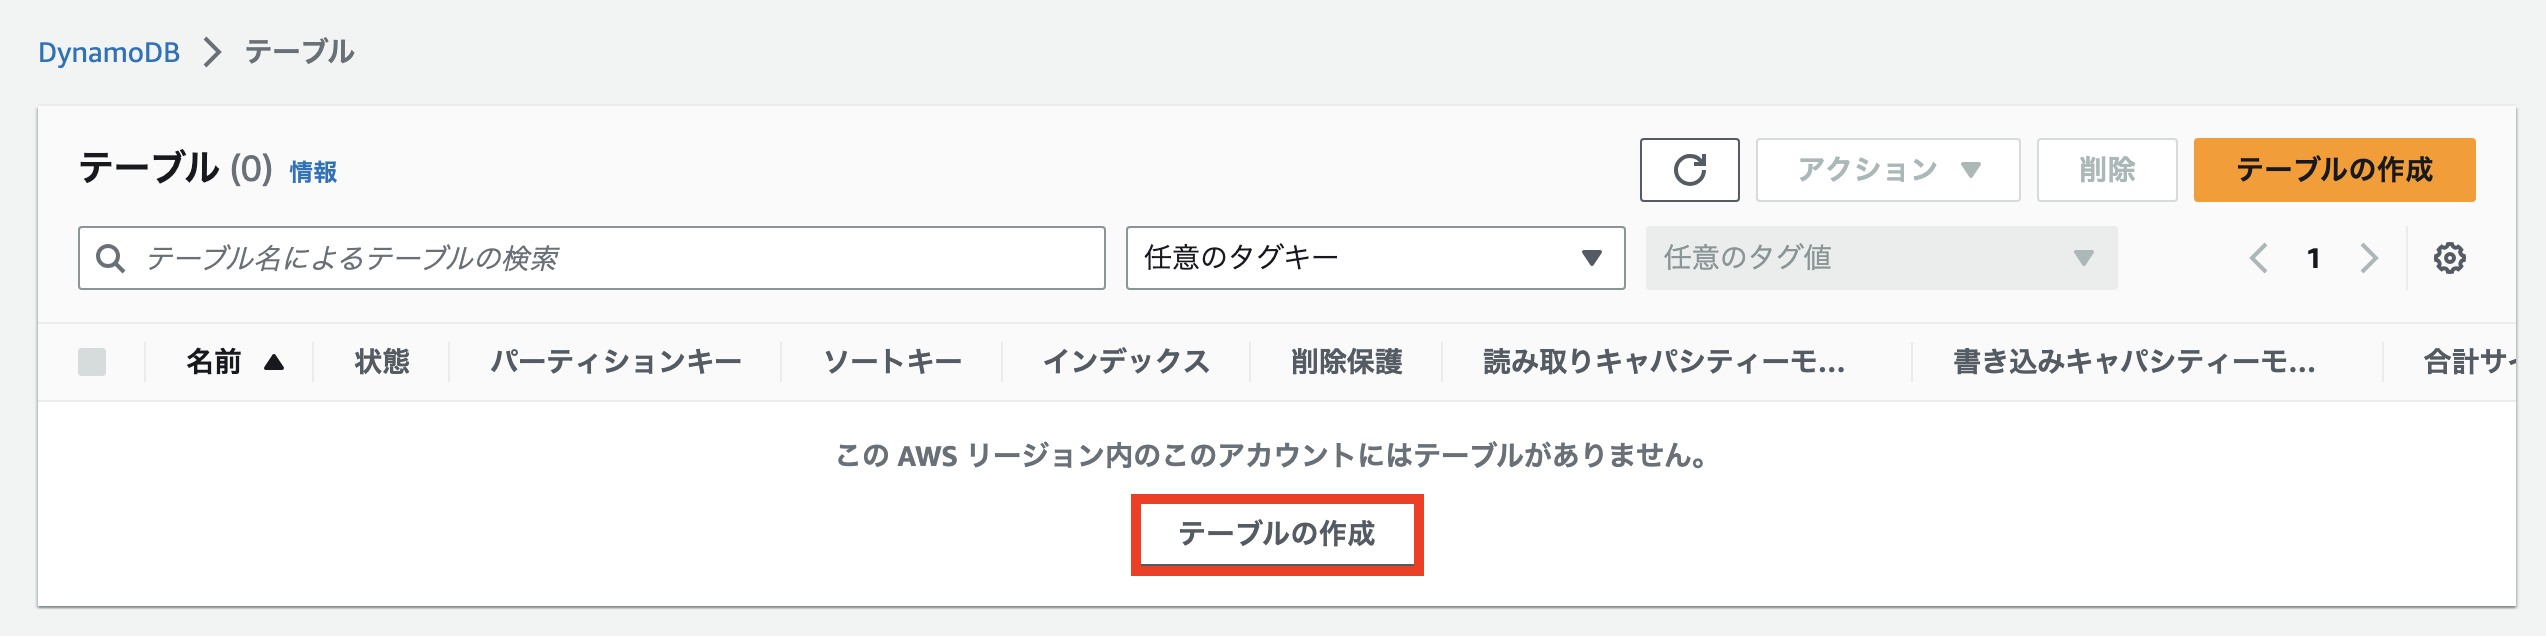 DynamoDB > テーブル
テーブル (0) 情報
アクション ▼ 削除 テーブルの作成
テーブル名によるテーブルの検索 任意のタグキー 任意のタグ値 1
名前 ▲ 状態 パーティションキー ソートキー インデックス 削除保護 読み取りキャパシティーモ... 書き込みキャパシティーモ... 合計サイ
この AWS リージョン内のこのアカウントにはテーブルがありません。
テーブルの作成